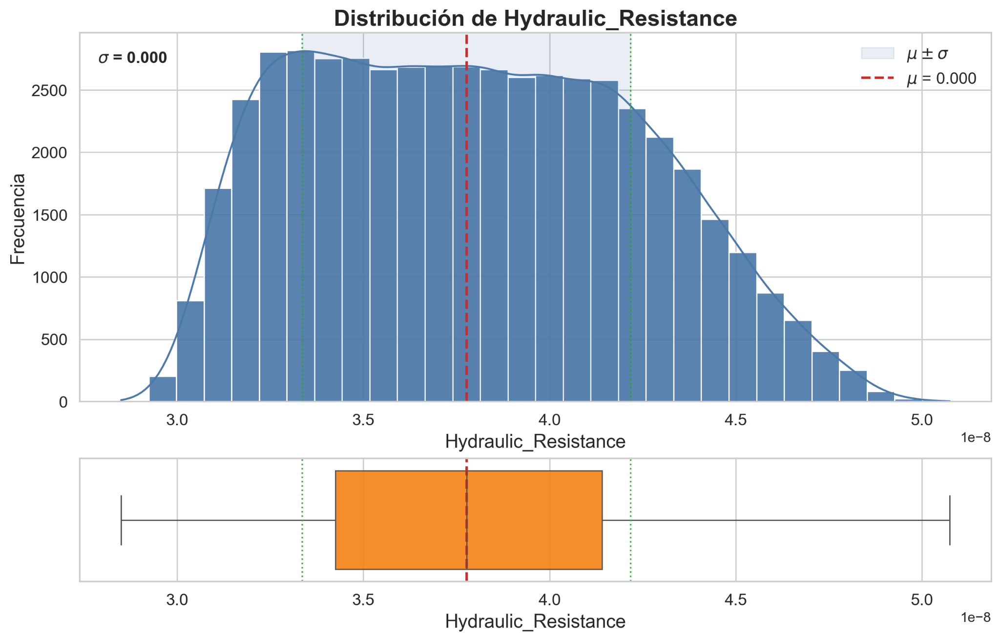 Distribución de Hydraulic_Resistance
σ = 0.000
μ ± σ
μ = 0.000
Frecuencia
2500
2000
1500
1000
500
0
3.0 3.5 4.0 4.5 5.0
1e−8
Hydraulic_Resistance
3.0 3.5 4.0 4.5 5.0
1e−8
Hydraulic_Resistance